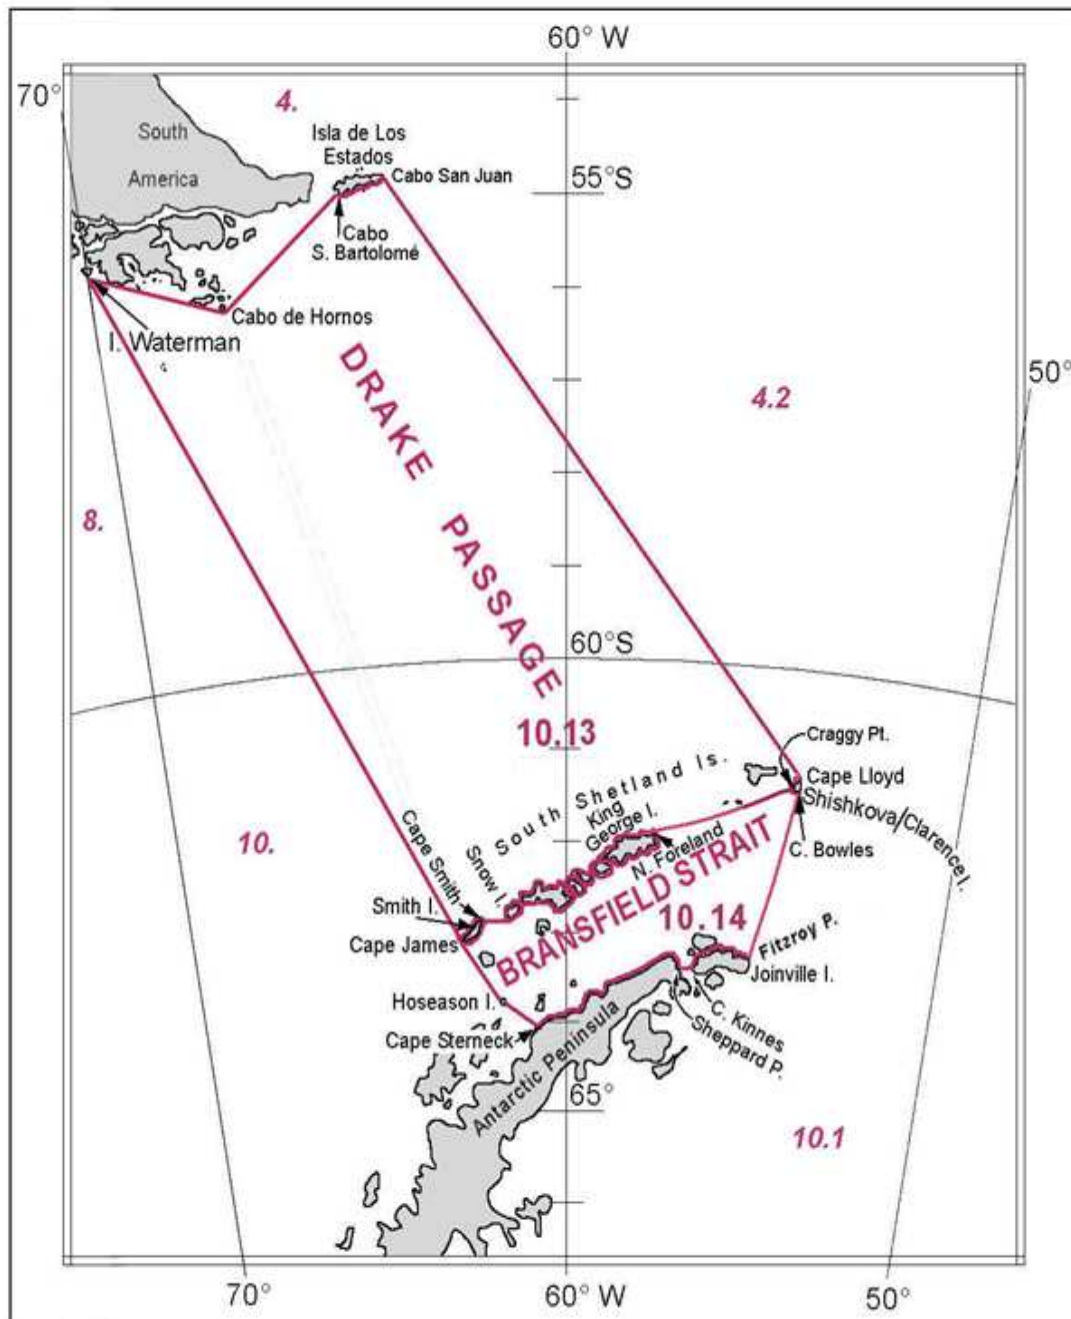 60° W
70°
4.
South
America
Isla de Los
Estados
Cabo San Juan
55°S
Cabo
S. Bartolomé
Cabo de Hornos
I. Waterman
50°
4.2
DRAKE PASSAGE
8.
60°S
10.13
Craggy Pt.
Cape Lloyd
Shishkova/Clarence I.
South Shetland Is.
King
George I.
N. Foreland
C. Bowles
10.
Cape Smith
Snow I.
Smith I.
Cape James
BRANSFIELD STRAIT
10.14
Fitzroy P.
Joinville I.
Hoseason I.
C. Kinnes
Sheppard P.
Cape Sterneck
Antarctic Peninsula
65°
10.1
70°
60° W
50°